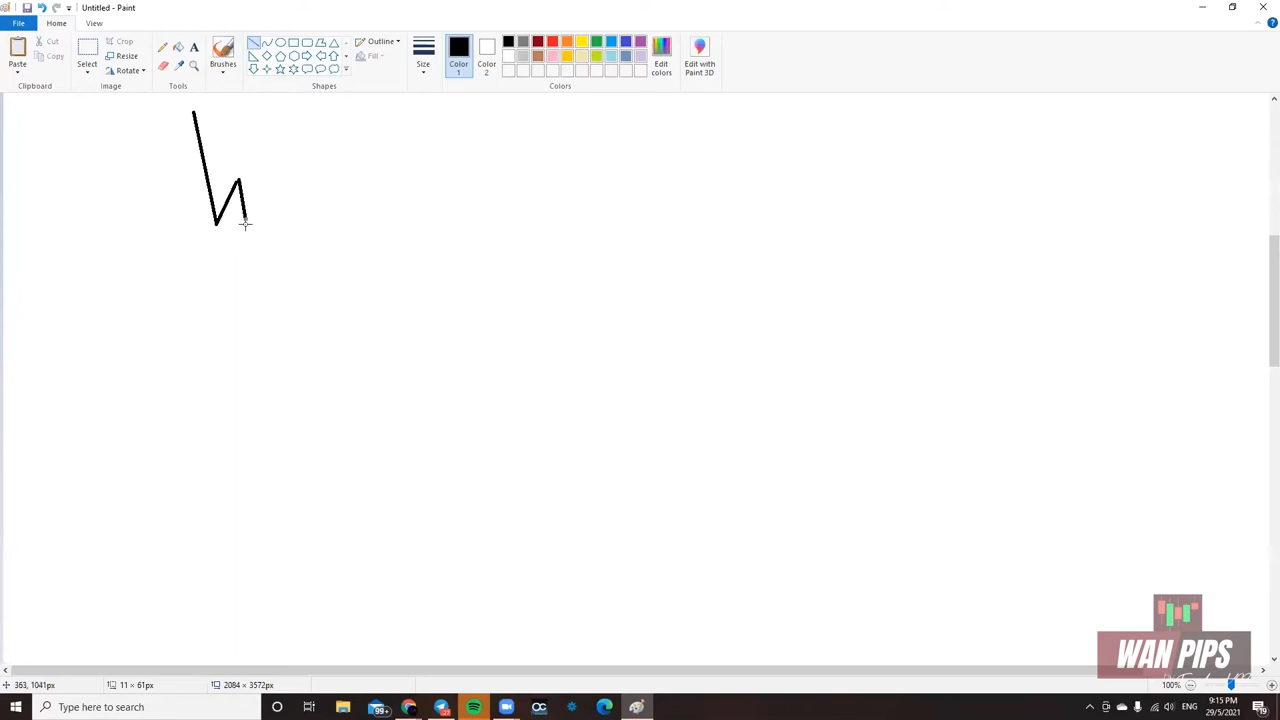 Untitled - Paint
File
Home
View
Paste
Cut
Copy
Clipboard
Select
Crop
Resize
Rotate
Image
Tools
Brushes
Shapes
Outline
Fill
Size
Color 1
Color 2
Edit colors
Colors
Edit with Paint 3D
WAN PIPS
363, 1041px
11 × 61px
2084 × 3572px
100%
Type here to search
99+
19
ENG
9:15 PM
29/5/2021